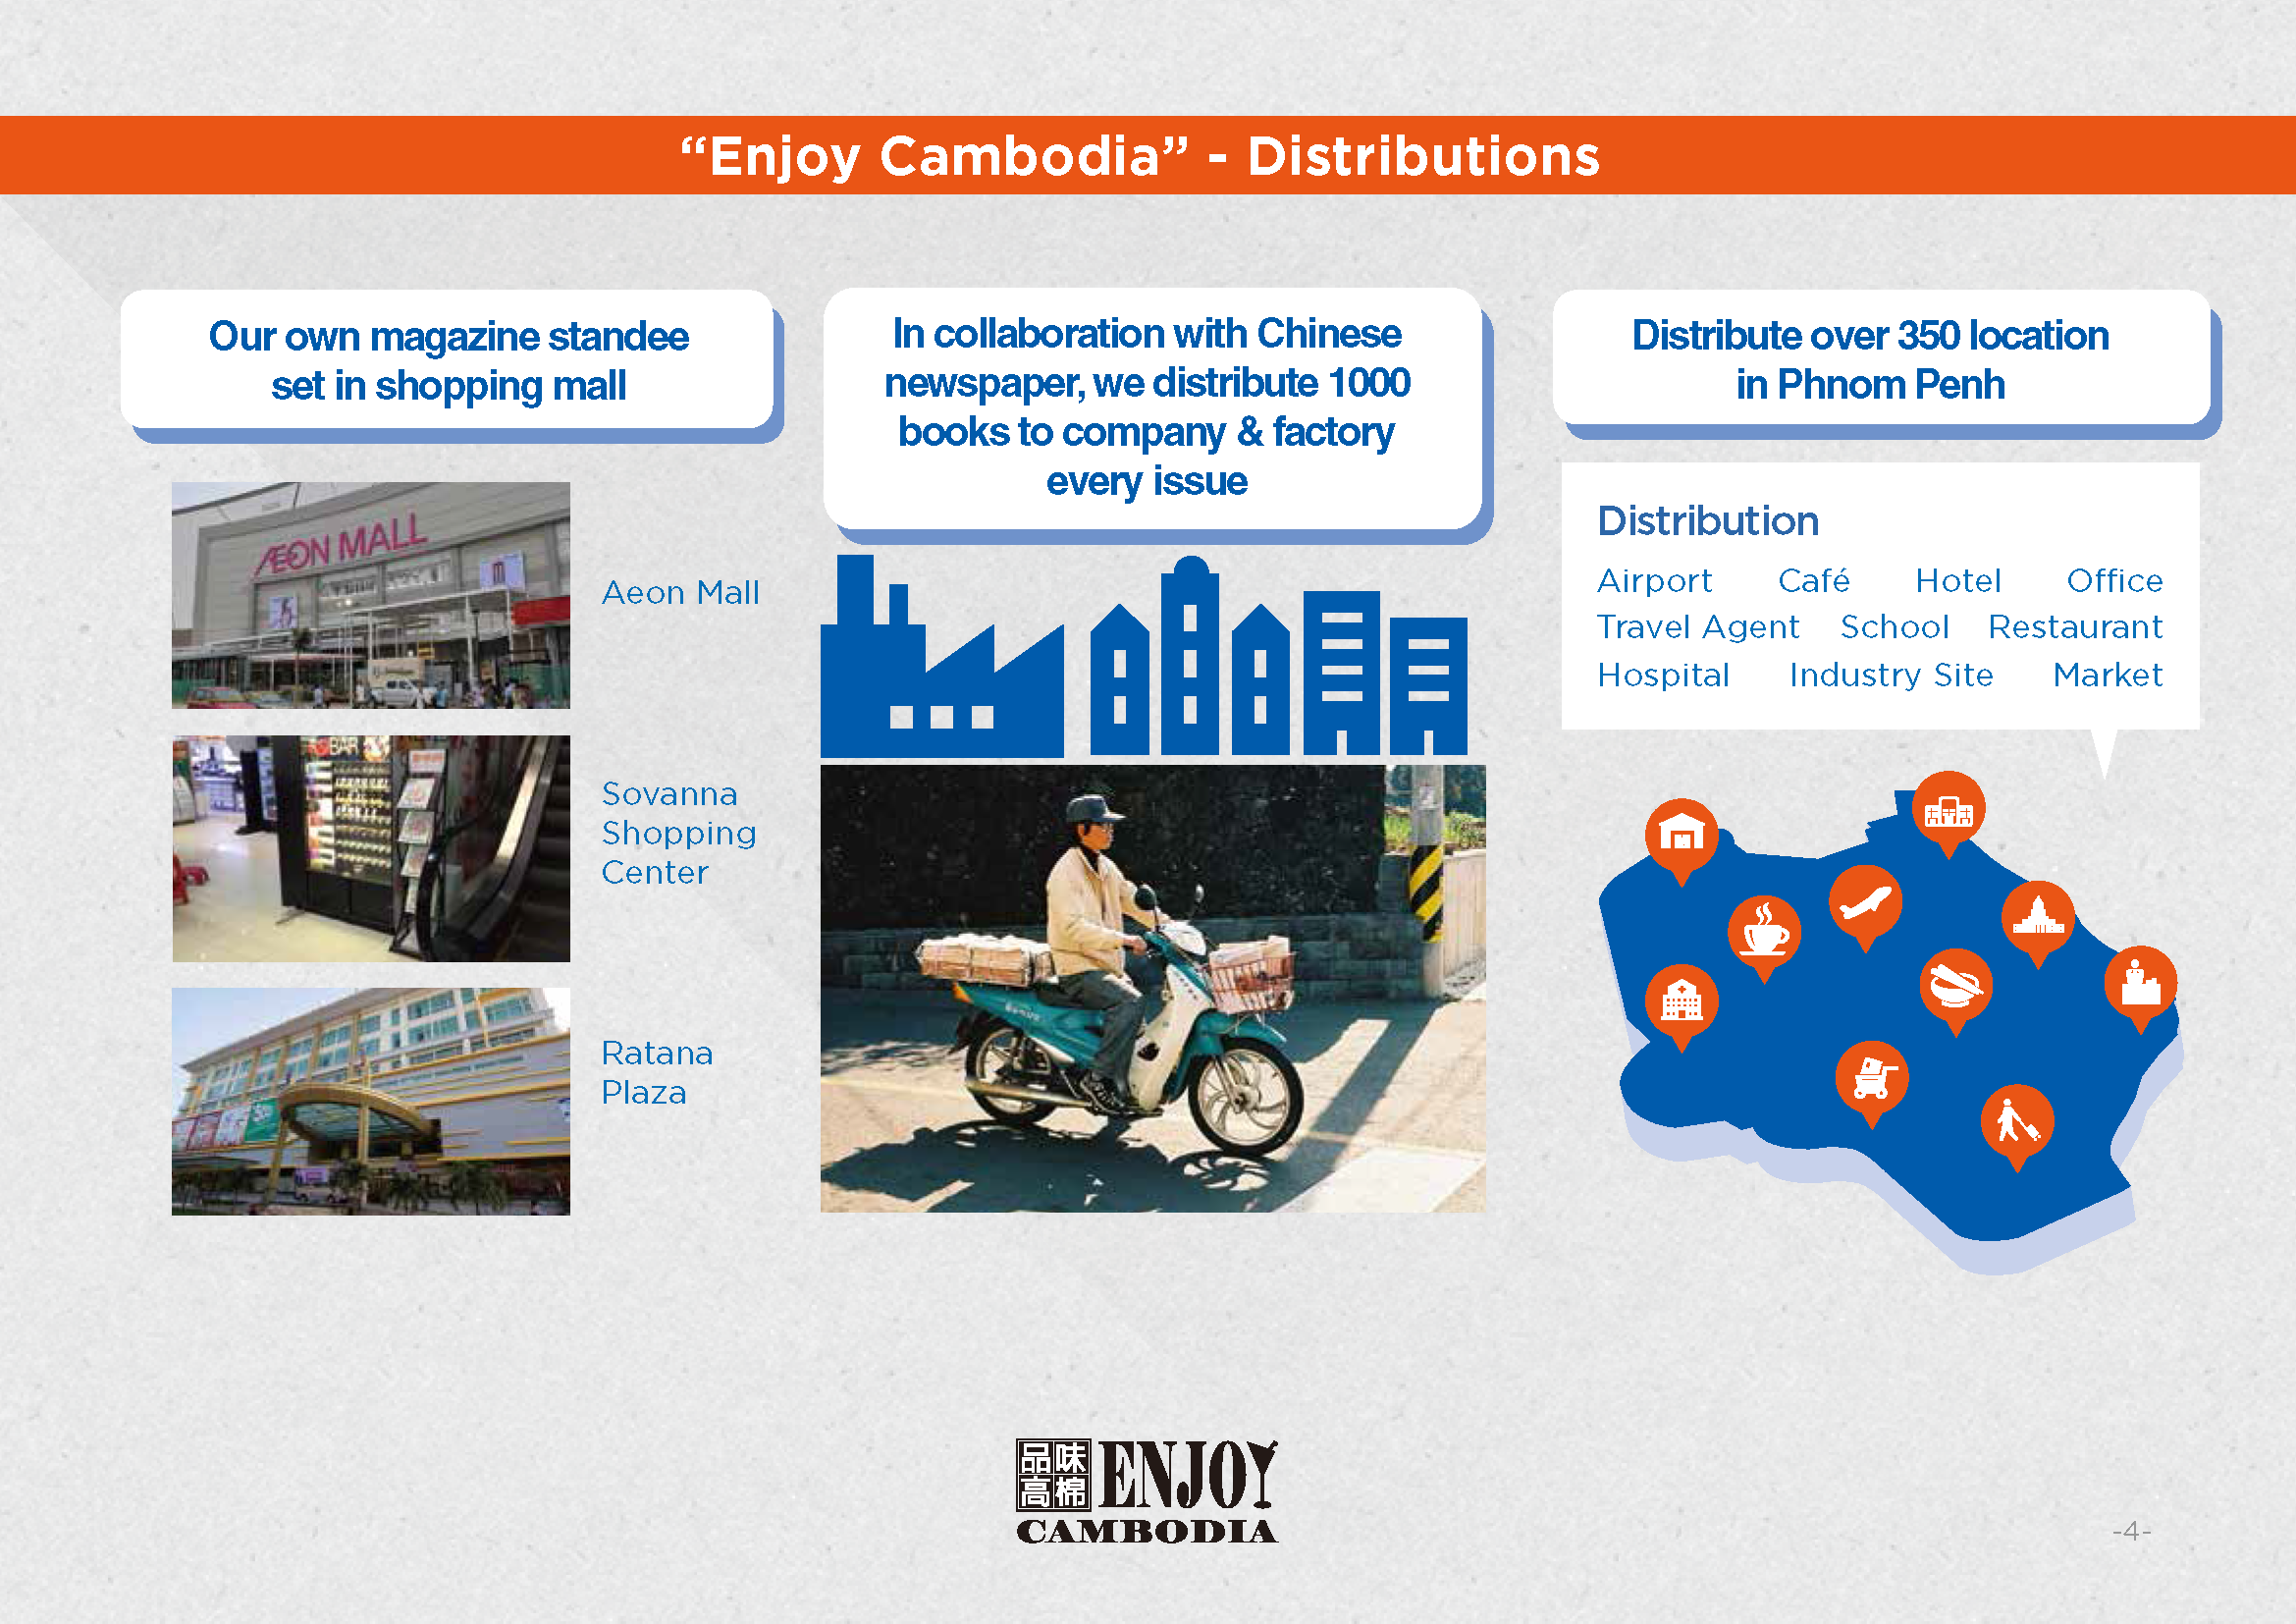 “Enjoy Cambodia” - Distributions
Our own magazine standee
set in shopping mall
In collaboration with Chinese
newspaper, we distribute 1000
books to company & factory
every issue
Distribute over 350 location
in Phnom Penh
ÆON MALL
Aeon Mall
BAR
Sovanna
Shopping
Center
Ratana
Plaza
Distribution
Airport Café Hotel Office
Travel Agent School Restaurant
Hospital Industry Site Market
品味
高棉
ENJOY
CAMBODIA
-4-